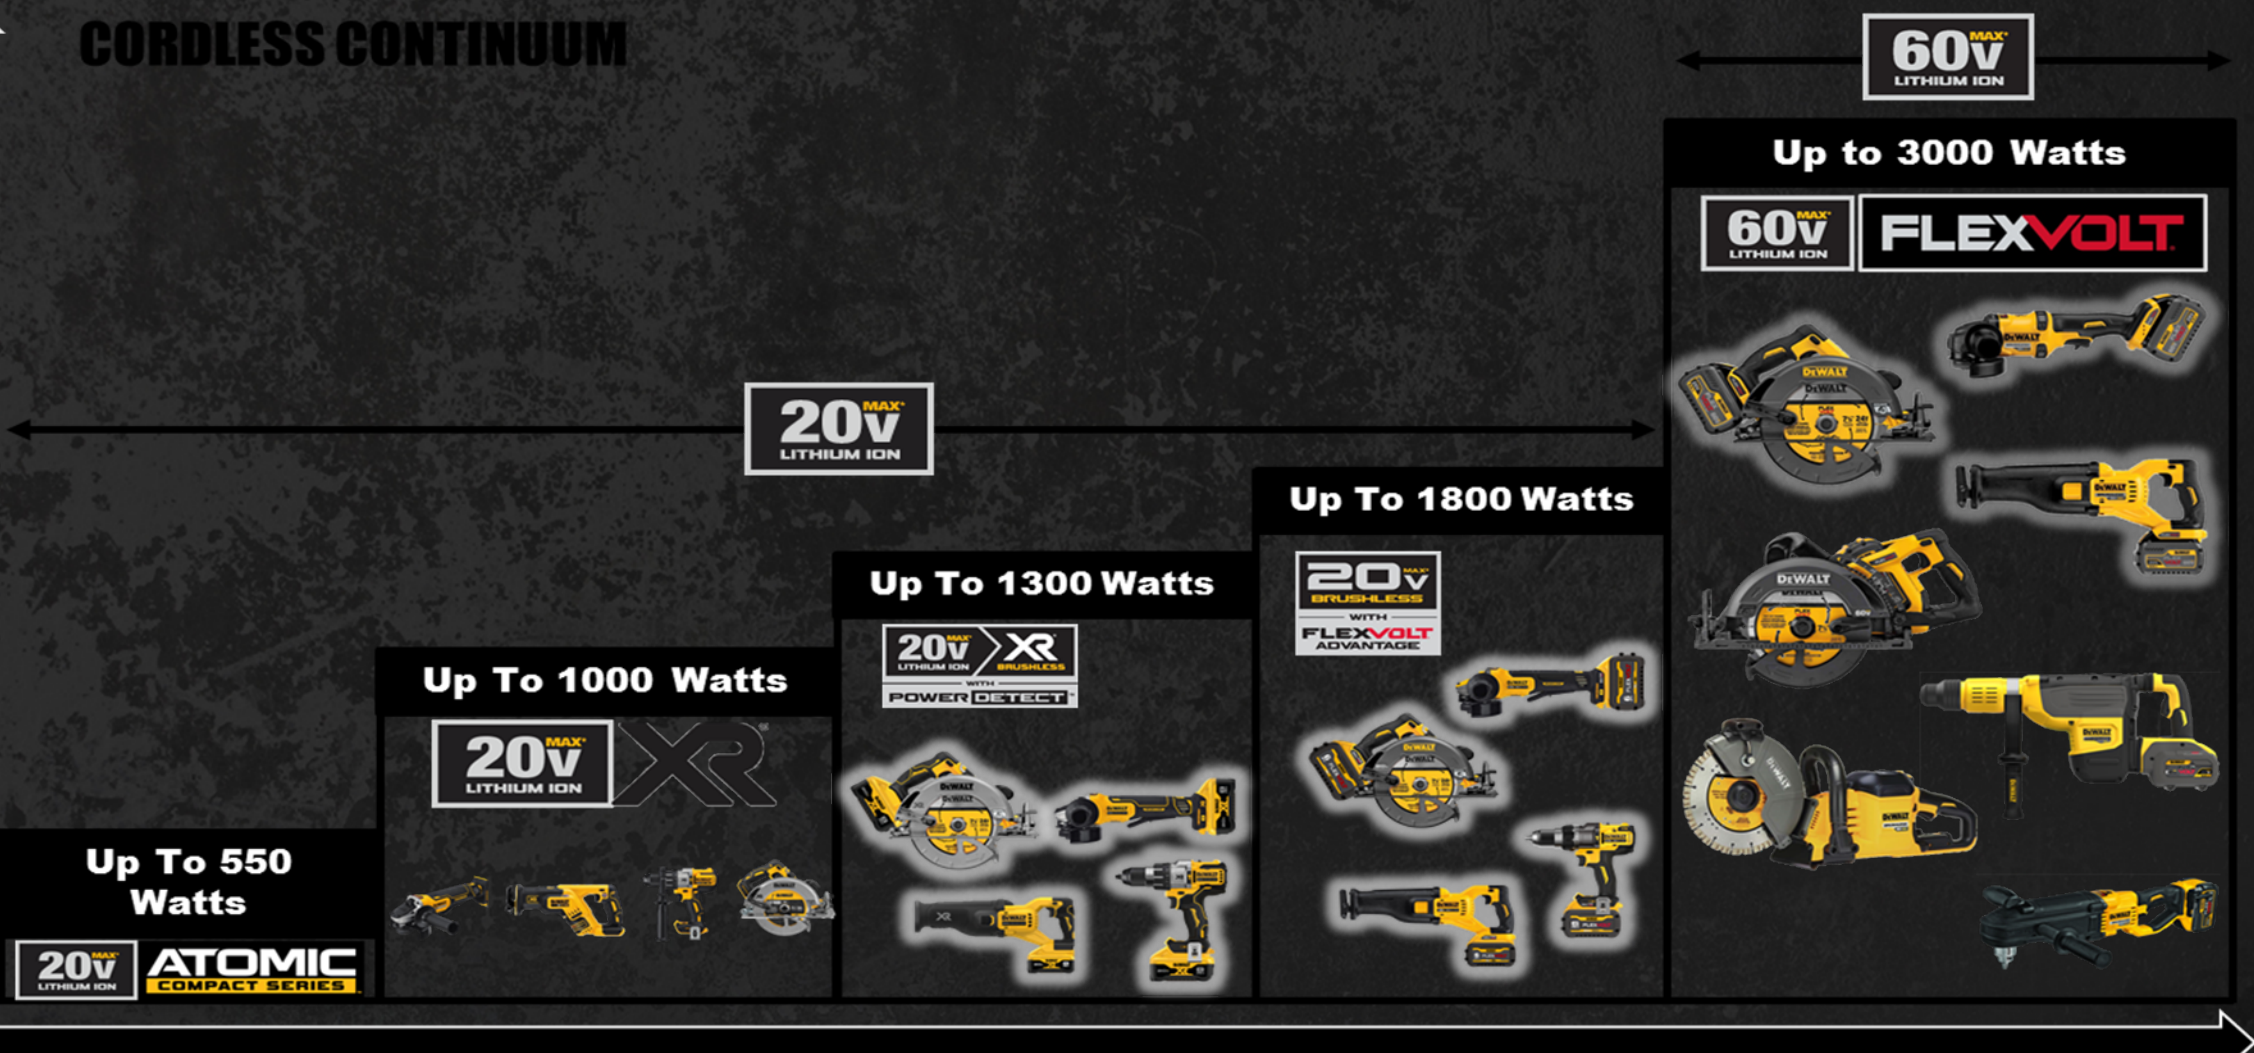 CORDLESS CONTINUUM
60V MAX*
LITHIUM ION
Up to 3000 Watts
60V MAX*
LITHIUM ION
FLEXVOLT
DEWALT
20V MAX*
LITHIUM ION
Up To 1800 Watts
20V MAX*
BRUSHLESS
WITH
FLEXVOLT
ADVANTAGE
Up To 1300 Watts
20V MAX*
LITHIUM ION
XR
BRUSHLESS
WITH
POWER DETECT™
Up To 1000 Watts
20V MAX*
LITHIUM ION
XR
Up To 550
Watts
20V MAX*
LITHIUM ION
ATOMIC
COMPACT SERIES